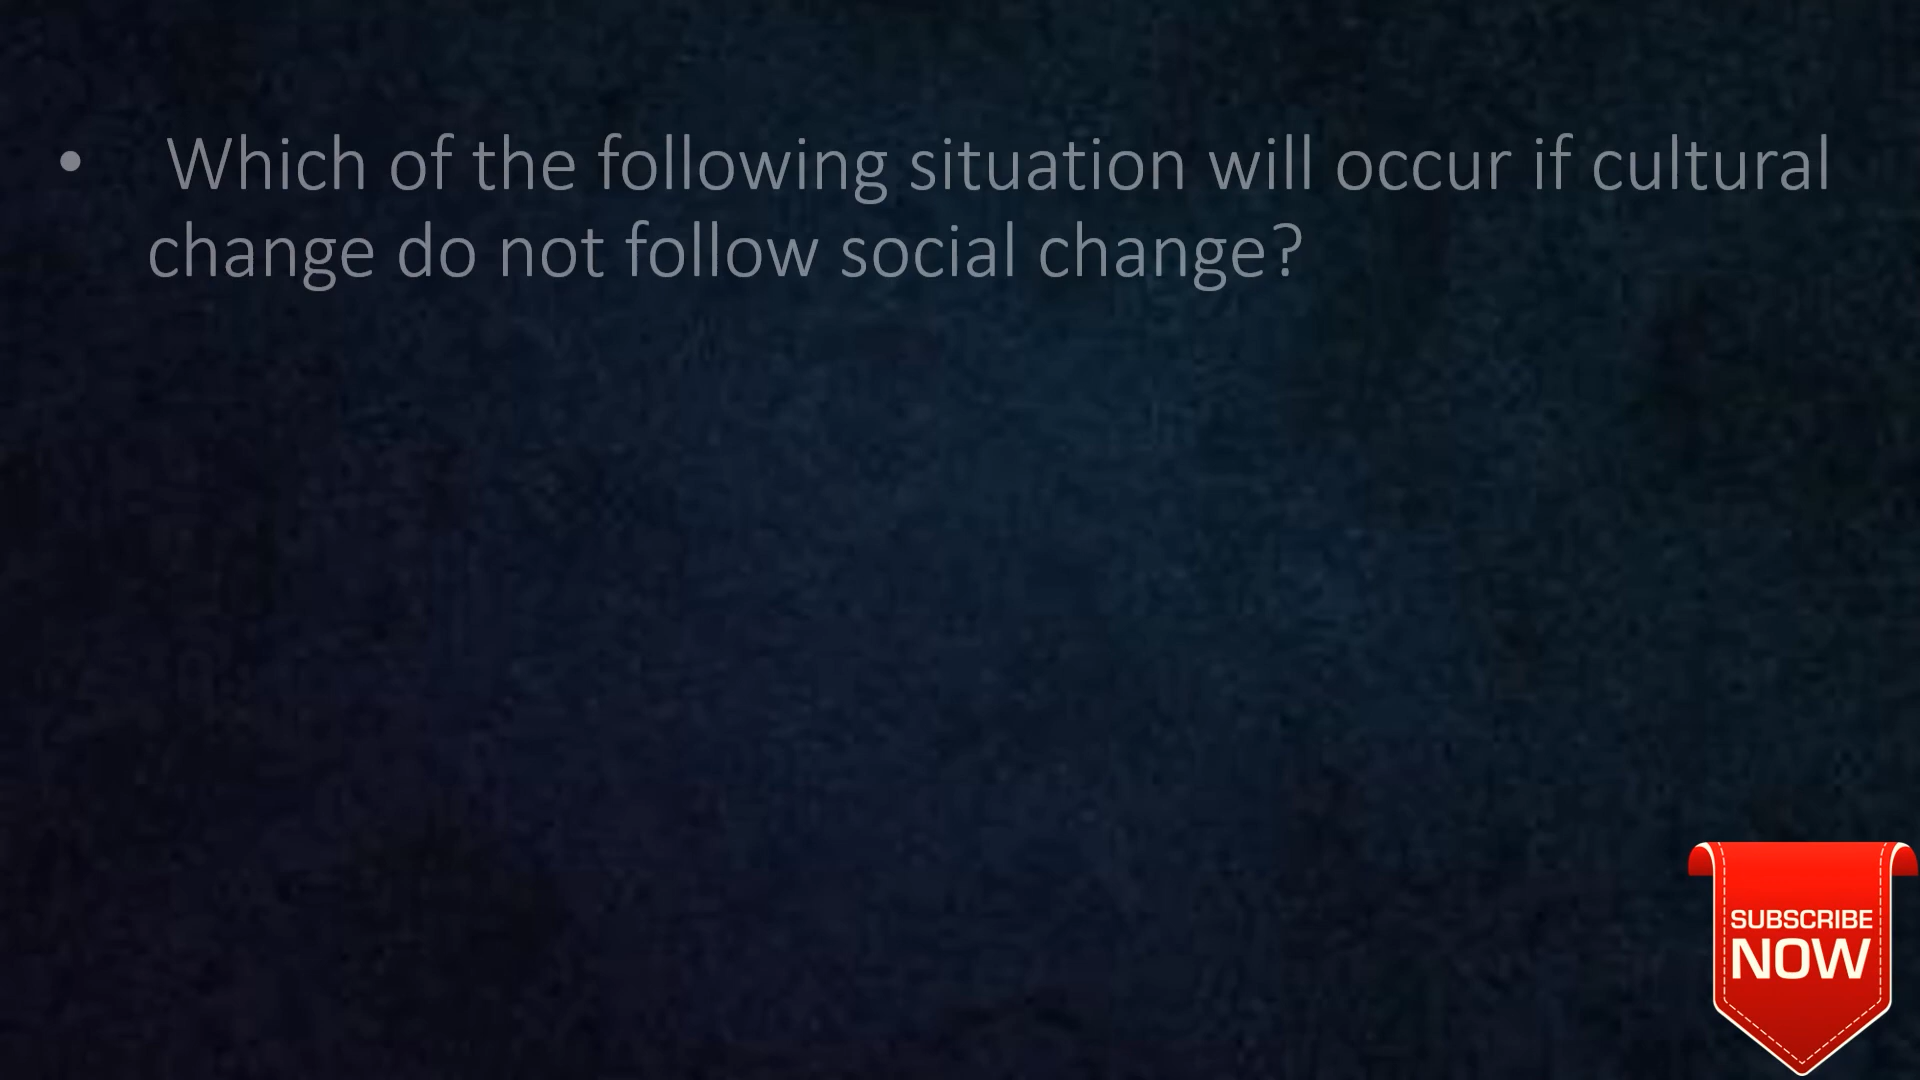 • Which of the following situation will occur if cultural
change do not follow social change?
SUBSCRIBE
NOW